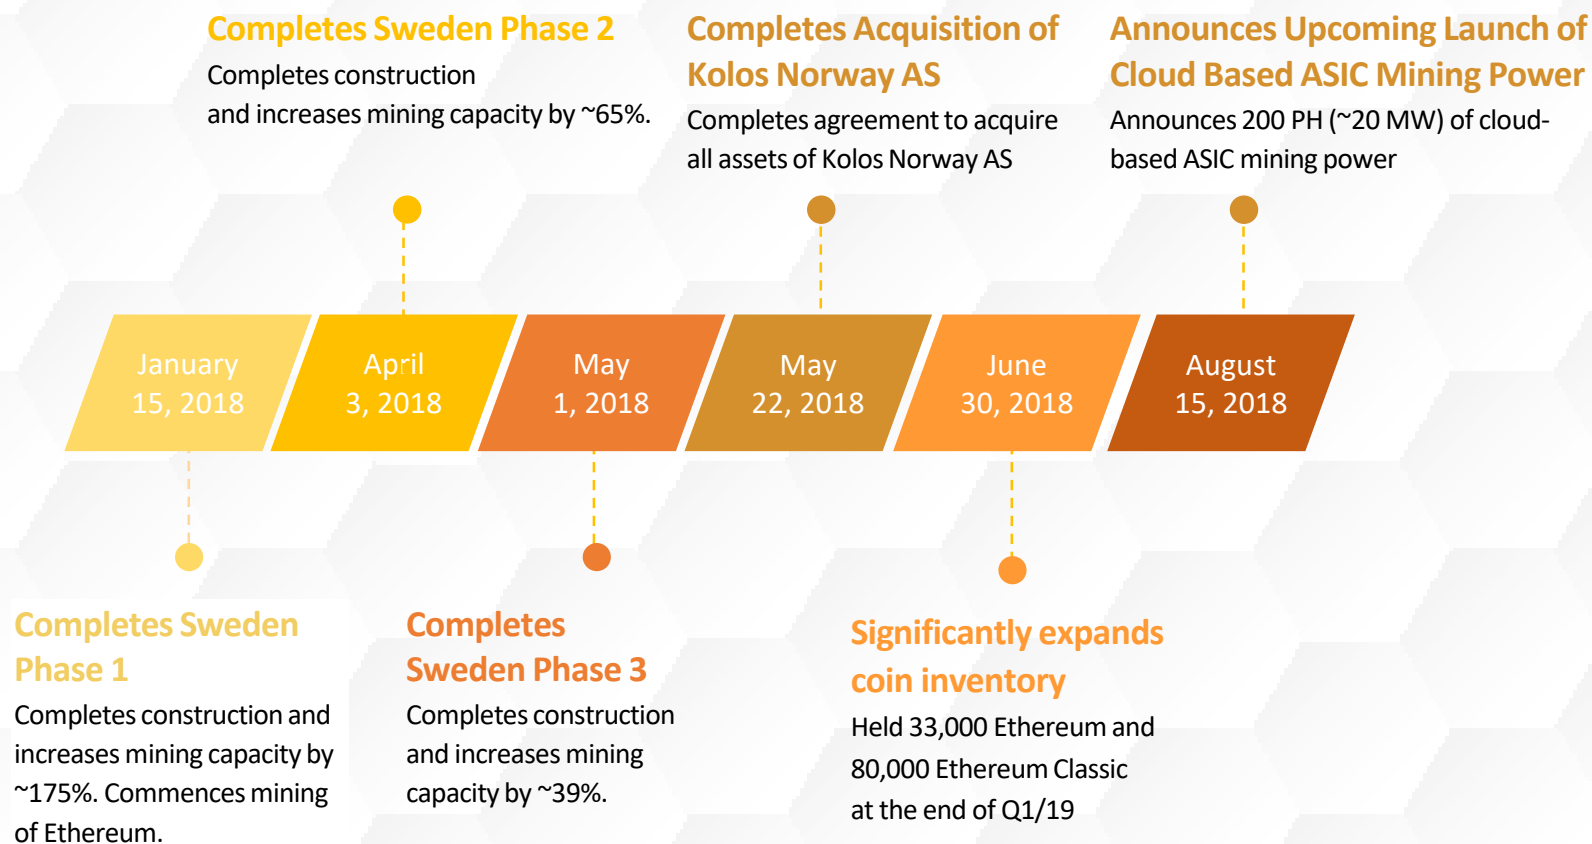 Completes Sweden Phase 2
Completes construction
and increases mining capacity by ~65%.
Completes Acquisition of
Kolos Norway AS
Completes agreement to acquire
all assets of Kolos Norway AS
Announces Upcoming Launch of
Cloud Based ASIC Mining Power
Announces 200 PH (~20 MW) of cloud-
based ASIC mining power
January
15, 2018
April
3, 2018
May
1, 2018
May
22, 2018
June
30, 2018
August
15, 2018
Completes Sweden
Phase 1
Completes construction and
increases mining capacity by
~175%. Commences mining
of Ethereum.
Completes
Sweden Phase 3
Completes construction
and increases mining
capacity by ~39%.
Significantly expands
coin inventory
Held 33,000 Ethereum and
80,000 Ethereum Classic
at the end of Q1/19